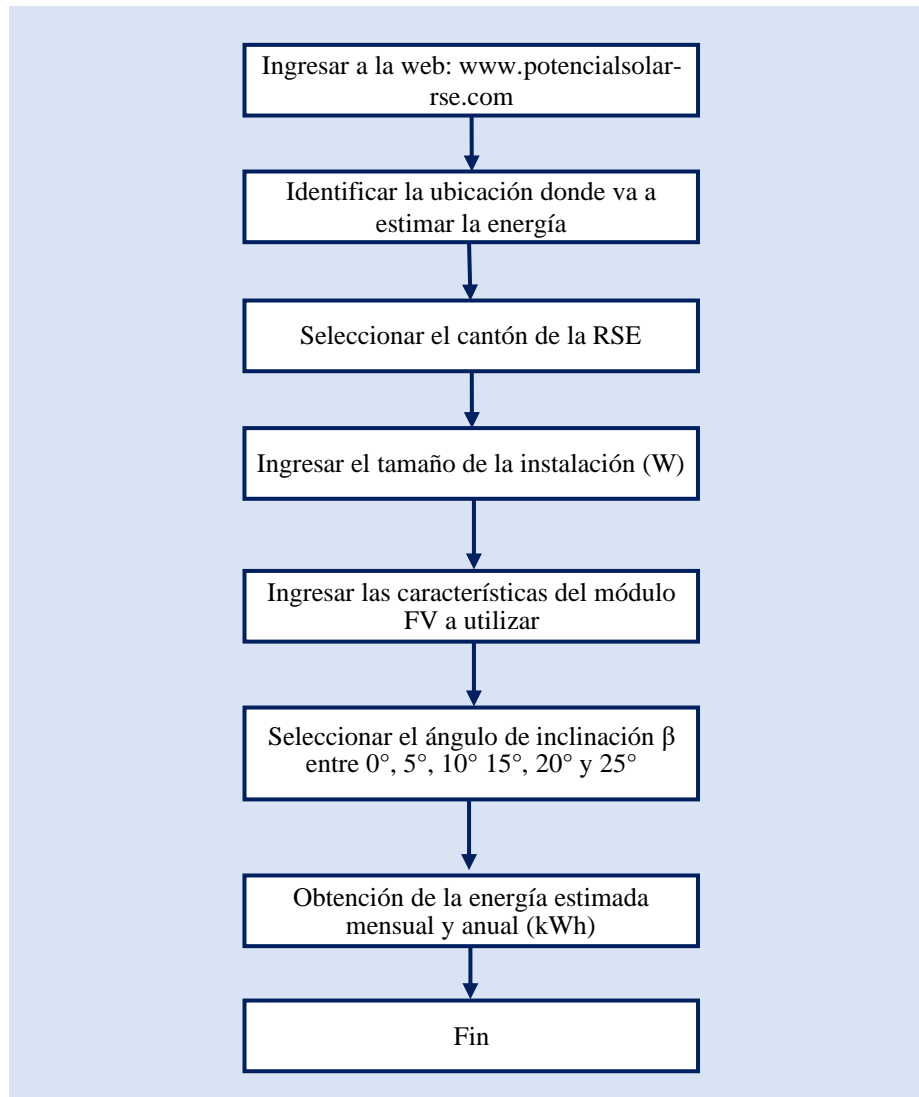 Ingresar a la web: www.potencialsolar-
rse.com
Identificar la ubicación donde va a
estimar la energía
Seleccionar el cantón de la RSE
Ingresar el tamaño de la instalación (W)
Ingresar las características del módulo
FV a utilizar
Seleccionar el ángulo de inclinación β
entre 0°, 5°, 10° 15°, 20° y 25°
Obtención de la energía estimada
mensual y anual (kWh)
Fin